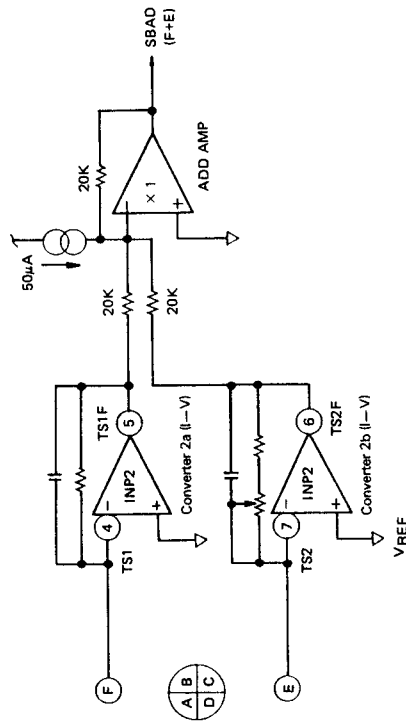 SBAD
(F+E)
20K
50μA
× 1
−
+
ADD AMP
20K
20K
TS1F
5
INP2
4
−
+
TS1
Converter 2a (I–V)
F
A B
D C
TS2F
6
INP2
7
−
+
TS2
Converter 2b (I–V)
E
VREF